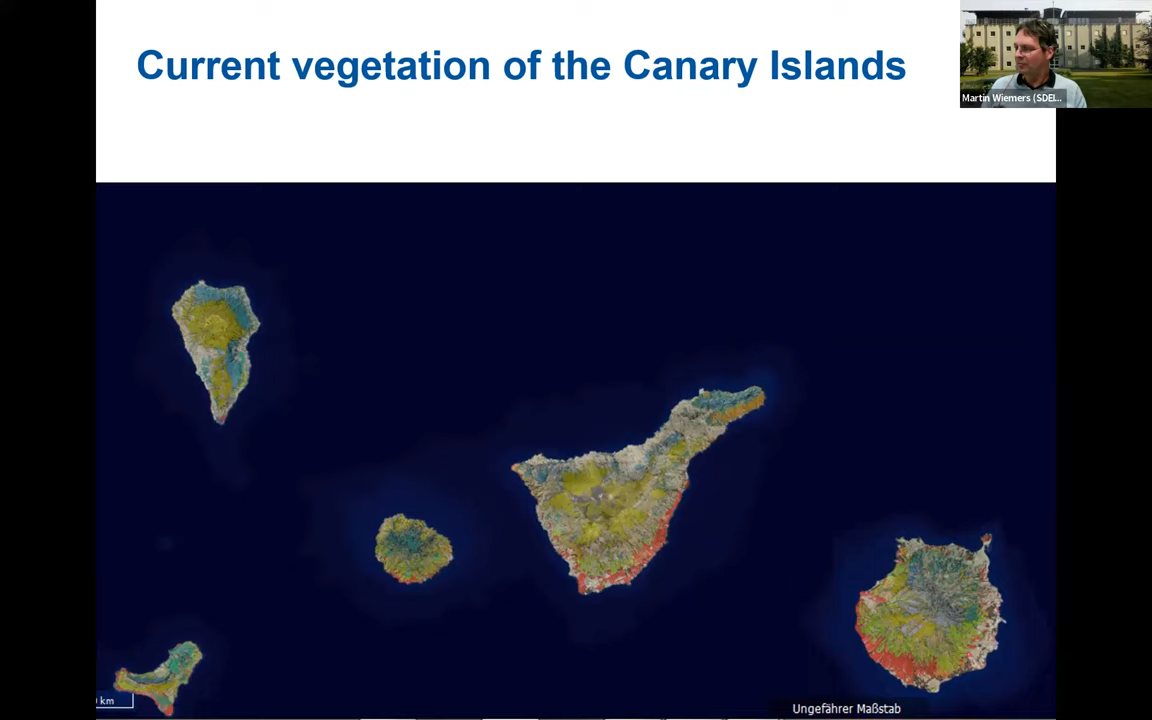 Current vegetation of the Canary Islands
Martin Wiemers (SDEI...
km
Ungefährer Maßstab